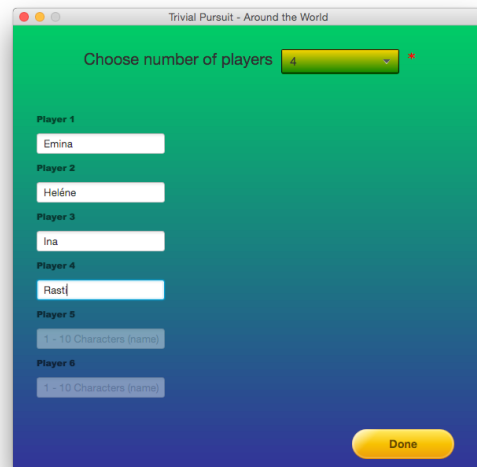 Trivial Pursuit - Around the World
Choose number of players 4 *
Player 1
Emina
Player 2
Heléne
Player 3
Ina
Player 4
Rasti
Player 5
1 - 10 Characters (name)
Player 6
1 - 10 Characters (name)
Done